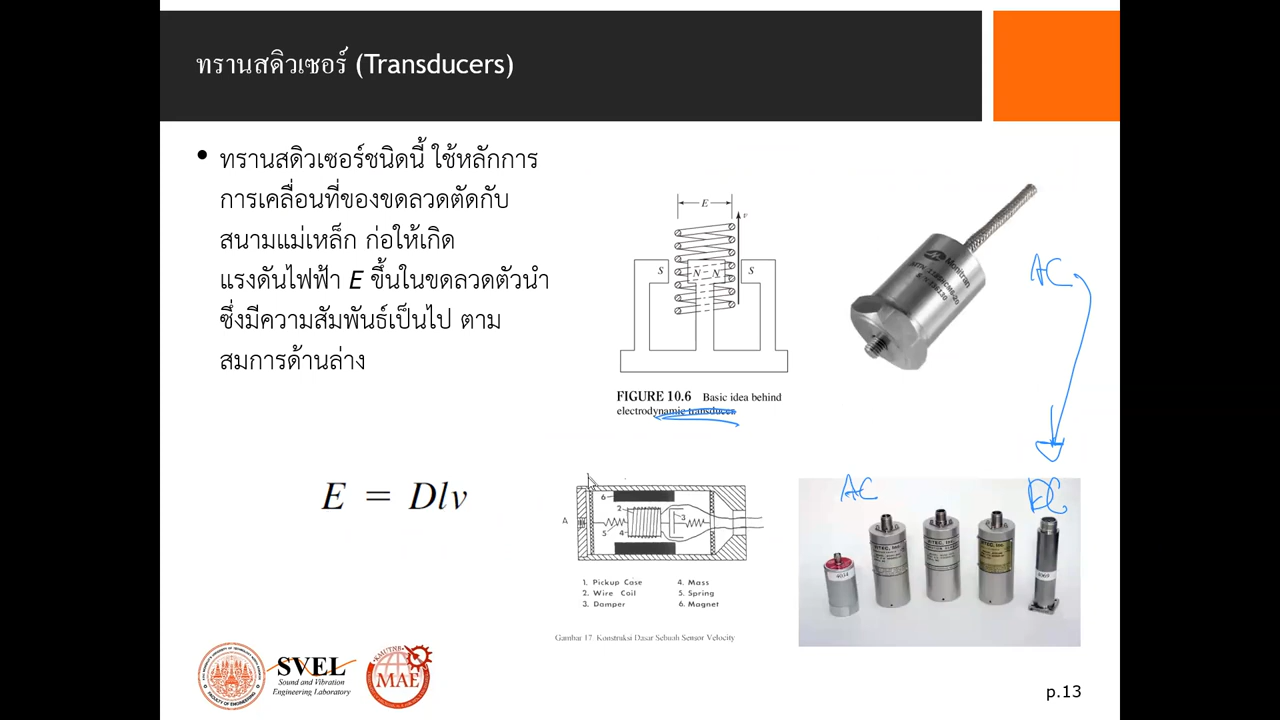 ทรานสดิวเซอร์ (Transducers)
• ทรานสดิวเซอร์ชนิดนี้ ใช้หลักการ
การเคลื่อนที่ของขดลวดตัดกับ
สนามแม่เหล็ก ก่อให้เกิด
แรงดันไฟฟ้า E ขึ้นในขดลวดตัวนำ
ซึ่งมีความสัมพันธ์เป็นไป ตาม
สมการด้านล่าง
E = Dlv
E
v
S N N S
FIGURE 10.6 Basic idea behind
electrodynamic transducer.
Monitran
AC
AC
DC
A
6
2
3
5
4
1. Pickup Case 4. Mass
2. Wire Coil 5. Spring
3. Damper 6. Magnet
Gambar 17. Konstruksi Dasar Sebuah Sensor Velocity
SVEL
Sound and Vibration
Engineering Laboratory
KMUTNB
MAE
p.13